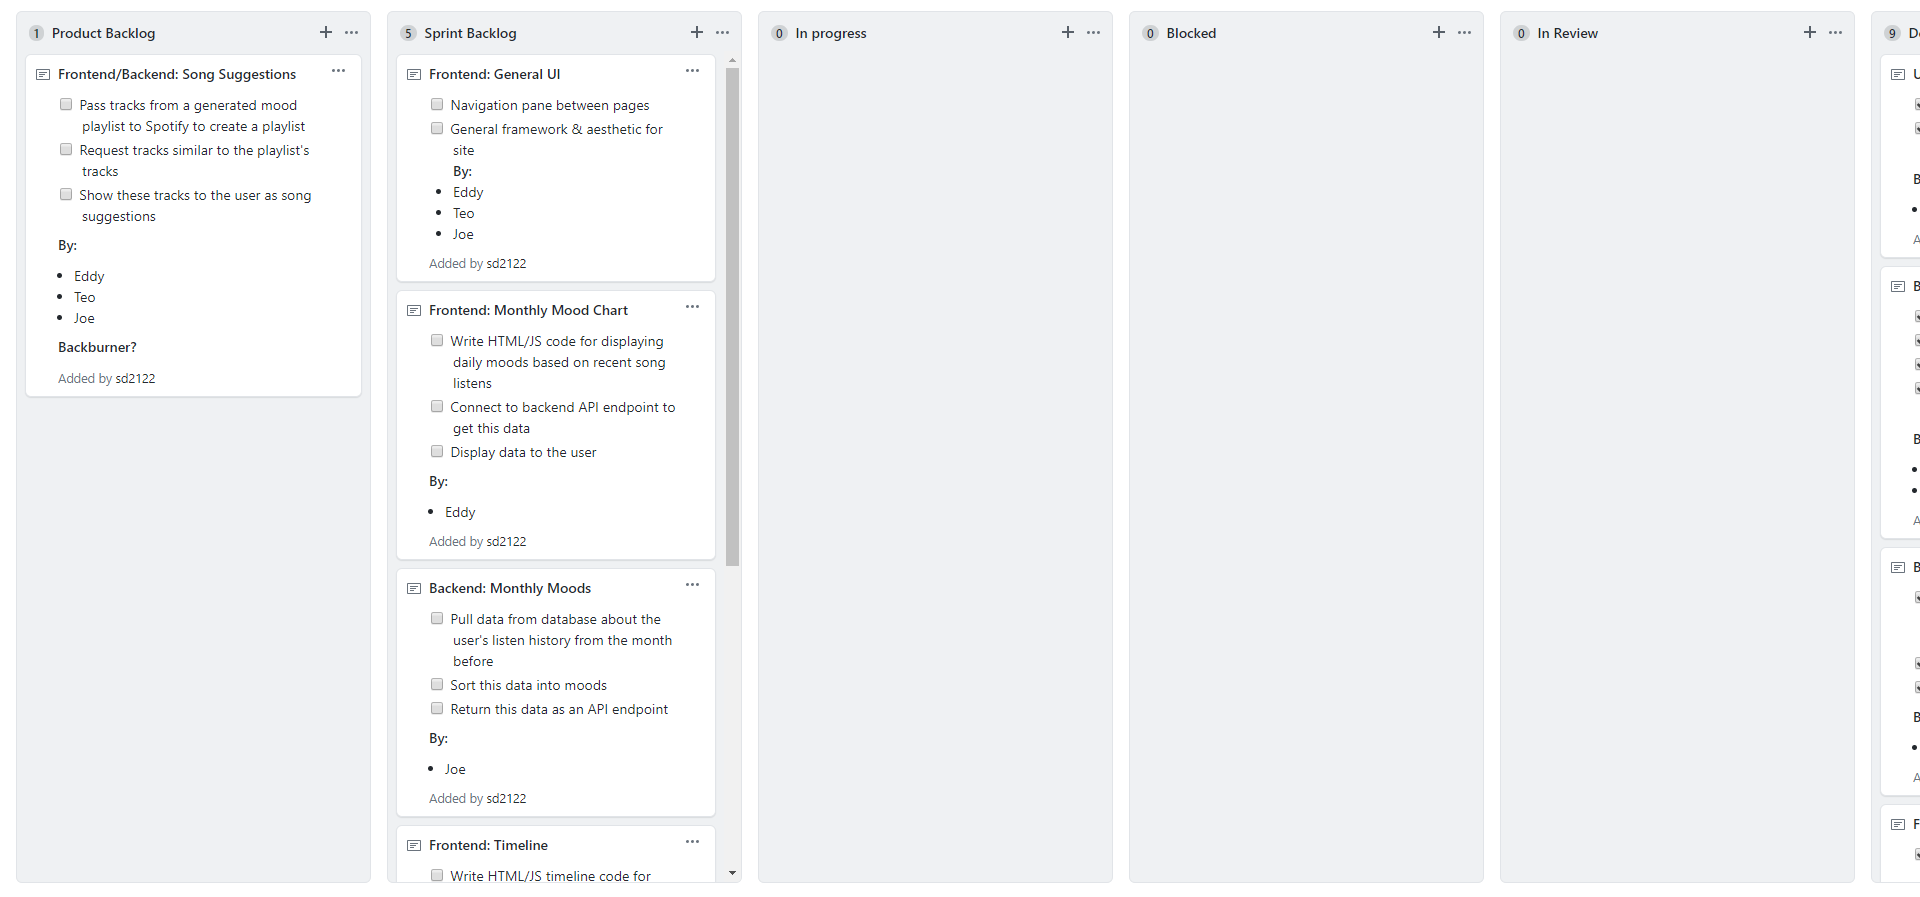 1 Product Backlog
Frontend/Backend: Song Suggestions
Pass tracks from a generated mood
playlist to Spotify to create a playlist
Request tracks similar to the playlist's
tracks
Show these tracks to the user as song
suggestions
By:
Eddy
Teo
Joe
Backburner?
Added by sd2122
5 Sprint Backlog
Frontend: General UI
Navigation pane between pages
General framework & aesthetic for
site
By:
Eddy
Teo
Joe
Added by sd2122
Frontend: Monthly Mood Chart
Write HTML/JS code for displaying
daily moods based on recent song
listens
Connect to backend API endpoint to
get this data
Display data to the user
By:
Eddy
Added by sd2122
Backend: Monthly Moods
Pull data from database about the
user's listen history from the month
before
Sort this data into moods
Return this data as an API endpoint
By:
Joe
Added by sd2122
Frontend: Timeline
Write HTML/JS timeline code for
0 In progress
0 Blocked
0 In Review
9